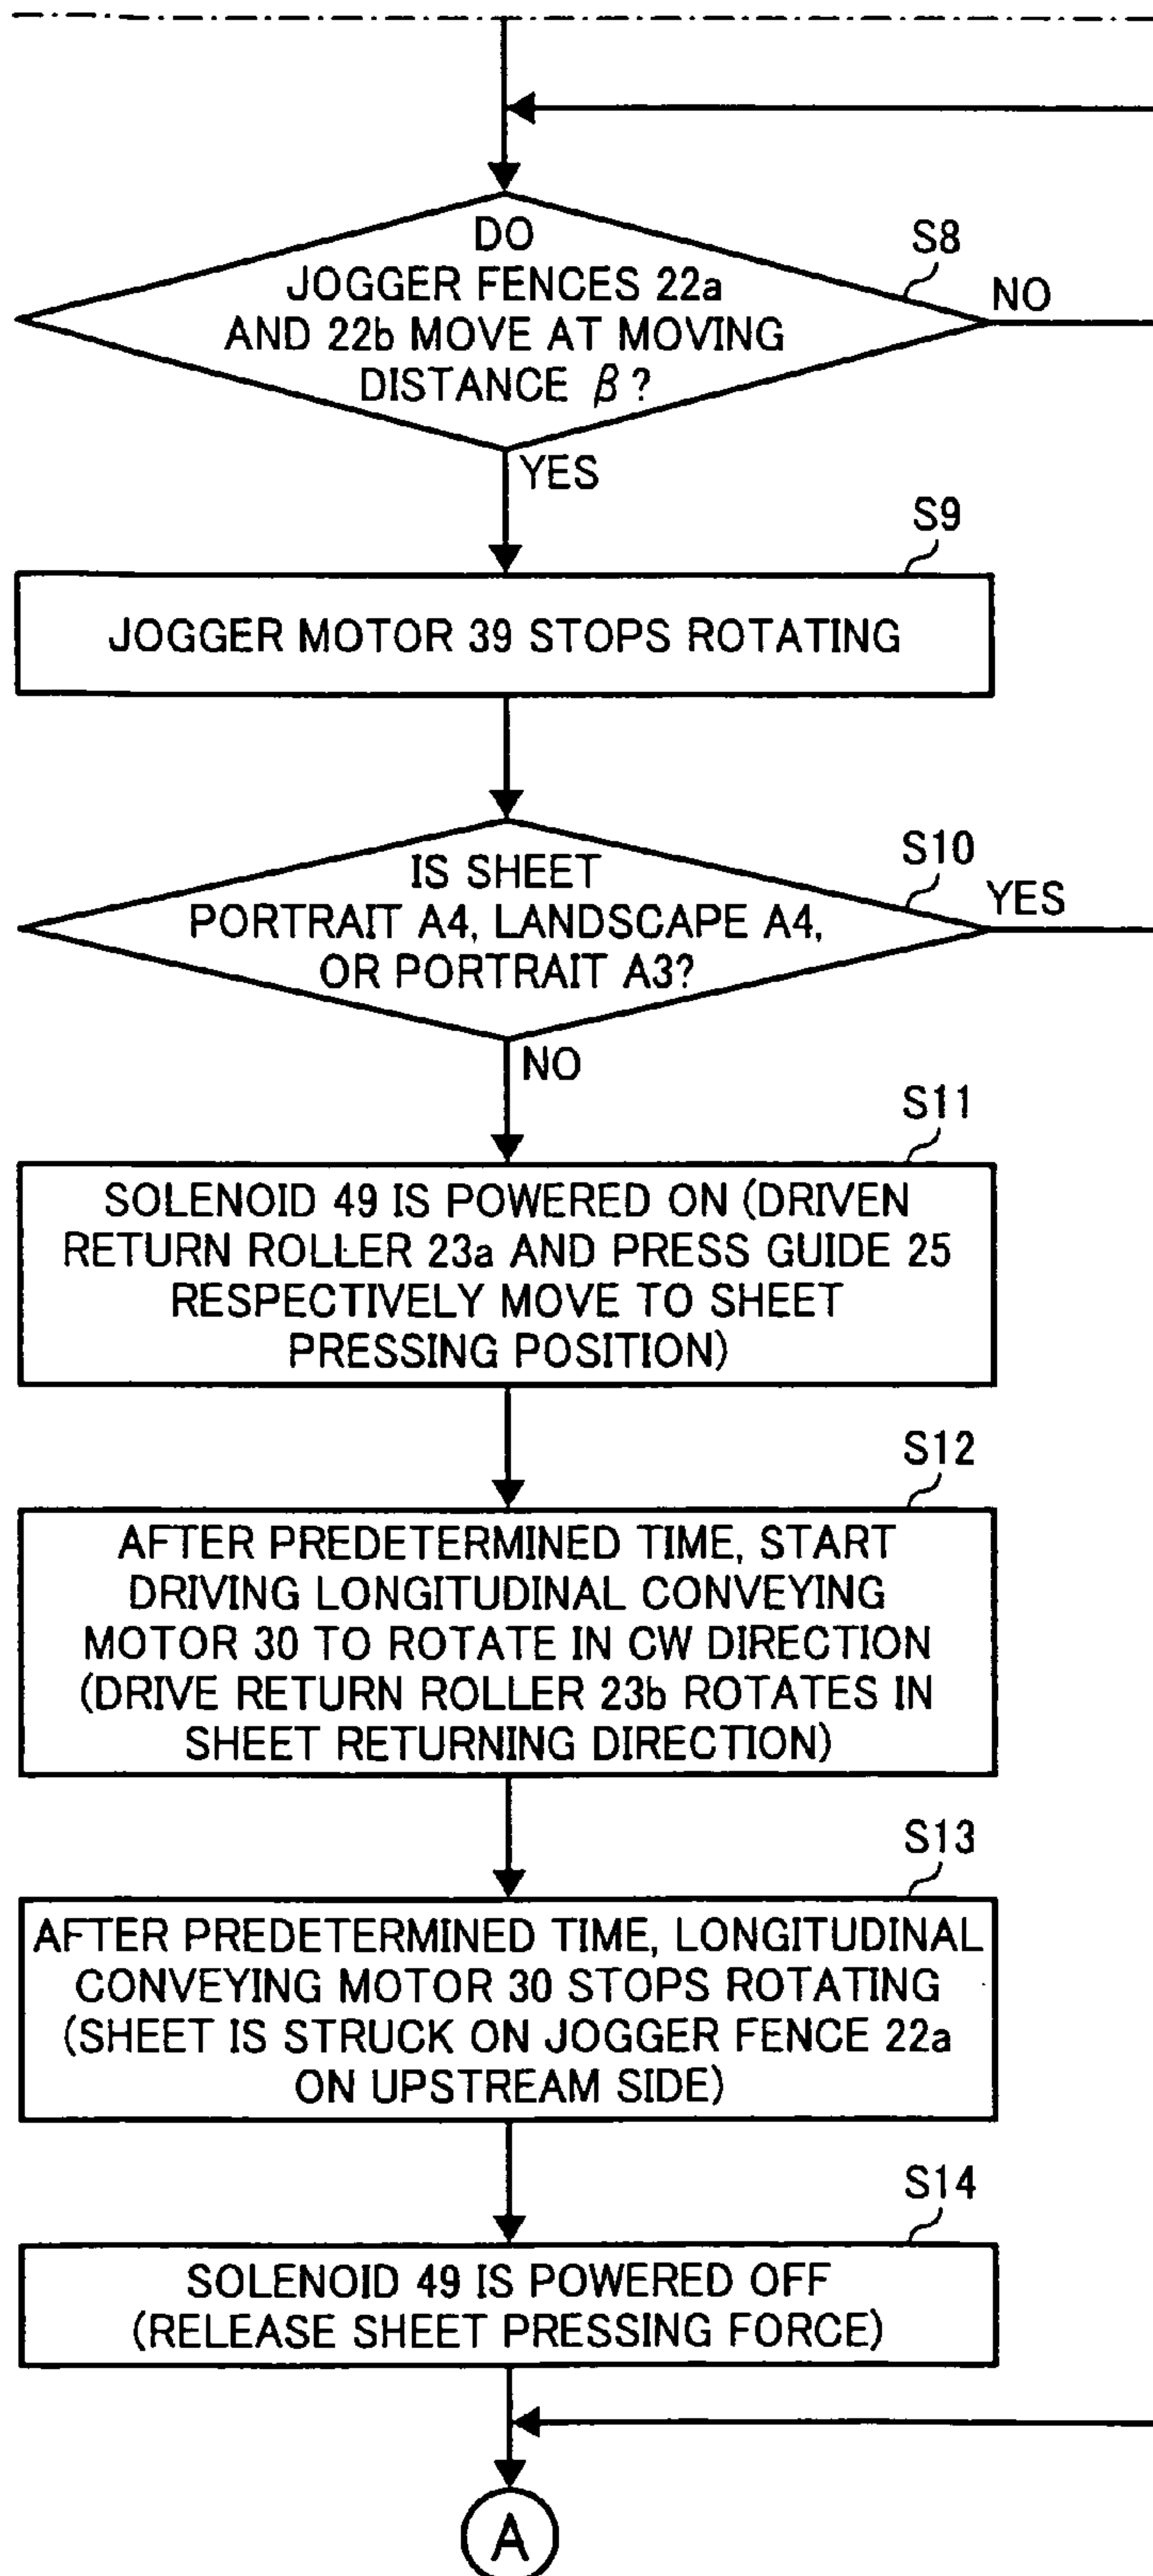 DO
JOGGER FENCES 22a
AND 22b MOVE AT MOVING
DISTANCE β?
S8
NO
YES
S9
JOGGER MOTOR 39 STOPS ROTATING
S10
IS SHEET
PORTRAIT A4, LANDSCAPE A4,
OR PORTRAIT A3?
YES
NO
S11
SOLENOID 49 IS POWERED ON (DRIVEN
RETURN ROLLER 23a AND PRESS GUIDE 25
RESPECTIVELY MOVE TO SHEET
PRESSING POSITION)
S12
AFTER PREDETERMINED TIME, START
DRIVING LONGITUDINAL CONVEYING
MOTOR 30 TO ROTATE IN CW DIRECTION
(DRIVE RETURN ROLLER 23b ROTATES IN
SHEET RETURNING DIRECTION)
S13
AFTER PREDETERMINED TIME, LONGITUDINAL
CONVEYING MOTOR 30 STOPS ROTATING
(SHEET IS STRUCK ON JOGGER FENCE 22a
ON UPSTREAM SIDE)
S14
SOLENOID 49 IS POWERED OFF
(RELEASE SHEET PRESSING FORCE)
A